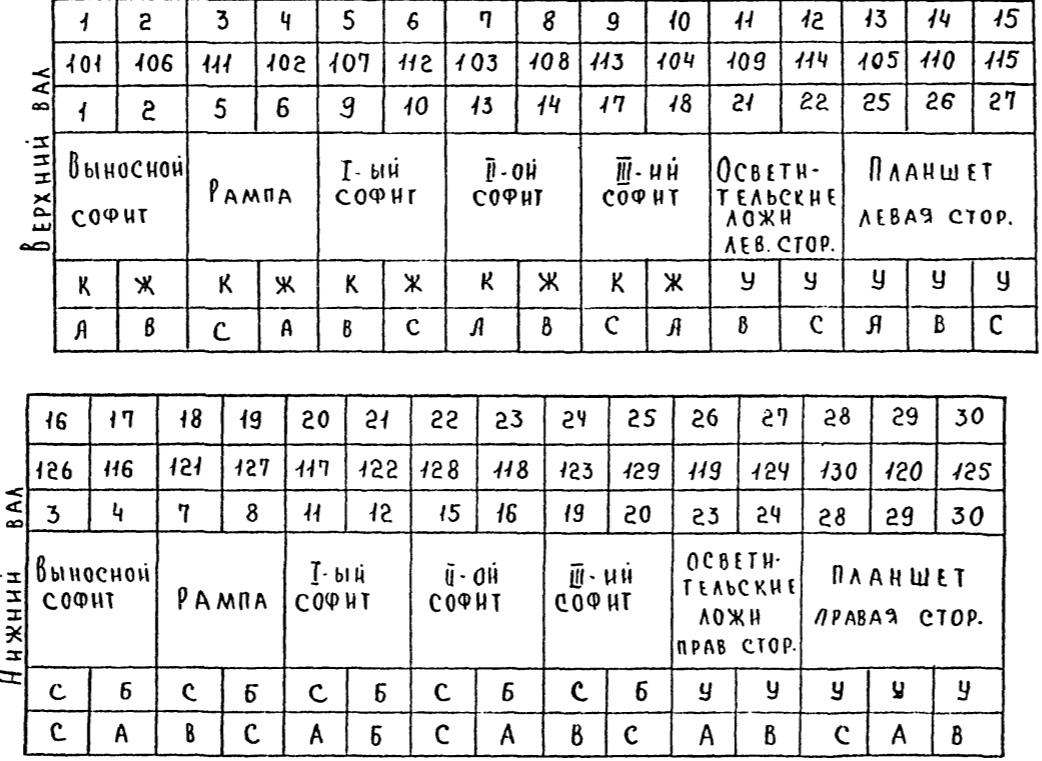 ВЕРХНИЙ ВАЛ
1 2 3 4 5 6 7 8 9 10 11 12 13 14 15
101 106 111 102 107 112 103 108 113 104 109 114 105 110 115
1 2 5 6 9 10 13 14 17 18 21 22 25 26 27
ВЫНОСНОЙ
СОФИТ
РАМПА
I-ЫЙ
СОФИТ
II-ОЙ
СОФИТ
III-ИЙ
СОФИТ
ОСВЕТИ-
ТЕЛЬСКИЕ
ЛОЖИ
ЛЕВ. СТОР.
ПЛАНШЕТ
ЛЕВАЯ СТОР.
К Ж К Ж К Ж К Ж К Ж У У У У У
А В С А В С А В С А В С Я В С
НИЖНИЙ ВАЛ
16 17 18 19 20 21 22 23 24 25 26 27 28 29 30
126 116 121 127 117 122 128 118 123 129 119 124 130 120 125
3 4 7 8 11 12 15 16 19 20 23 24 28 29 30
ВЫНОСНОЙ
СОФИТ
РАМПА
I-ЫЙ
СОФИТ
II-ОЙ
СОФИТ
III-ИЙ
СОФИТ
ОСВЕТИ-
ТЕЛЬСКИЕ
ЛОЖИ
ПРАВ СТОР.
ПЛАНШЕТ
ПРАВАЯ СТОР.
С Б С Б С Б С Б С Б У У У У У
С А В С А Б С А В С А В С А В